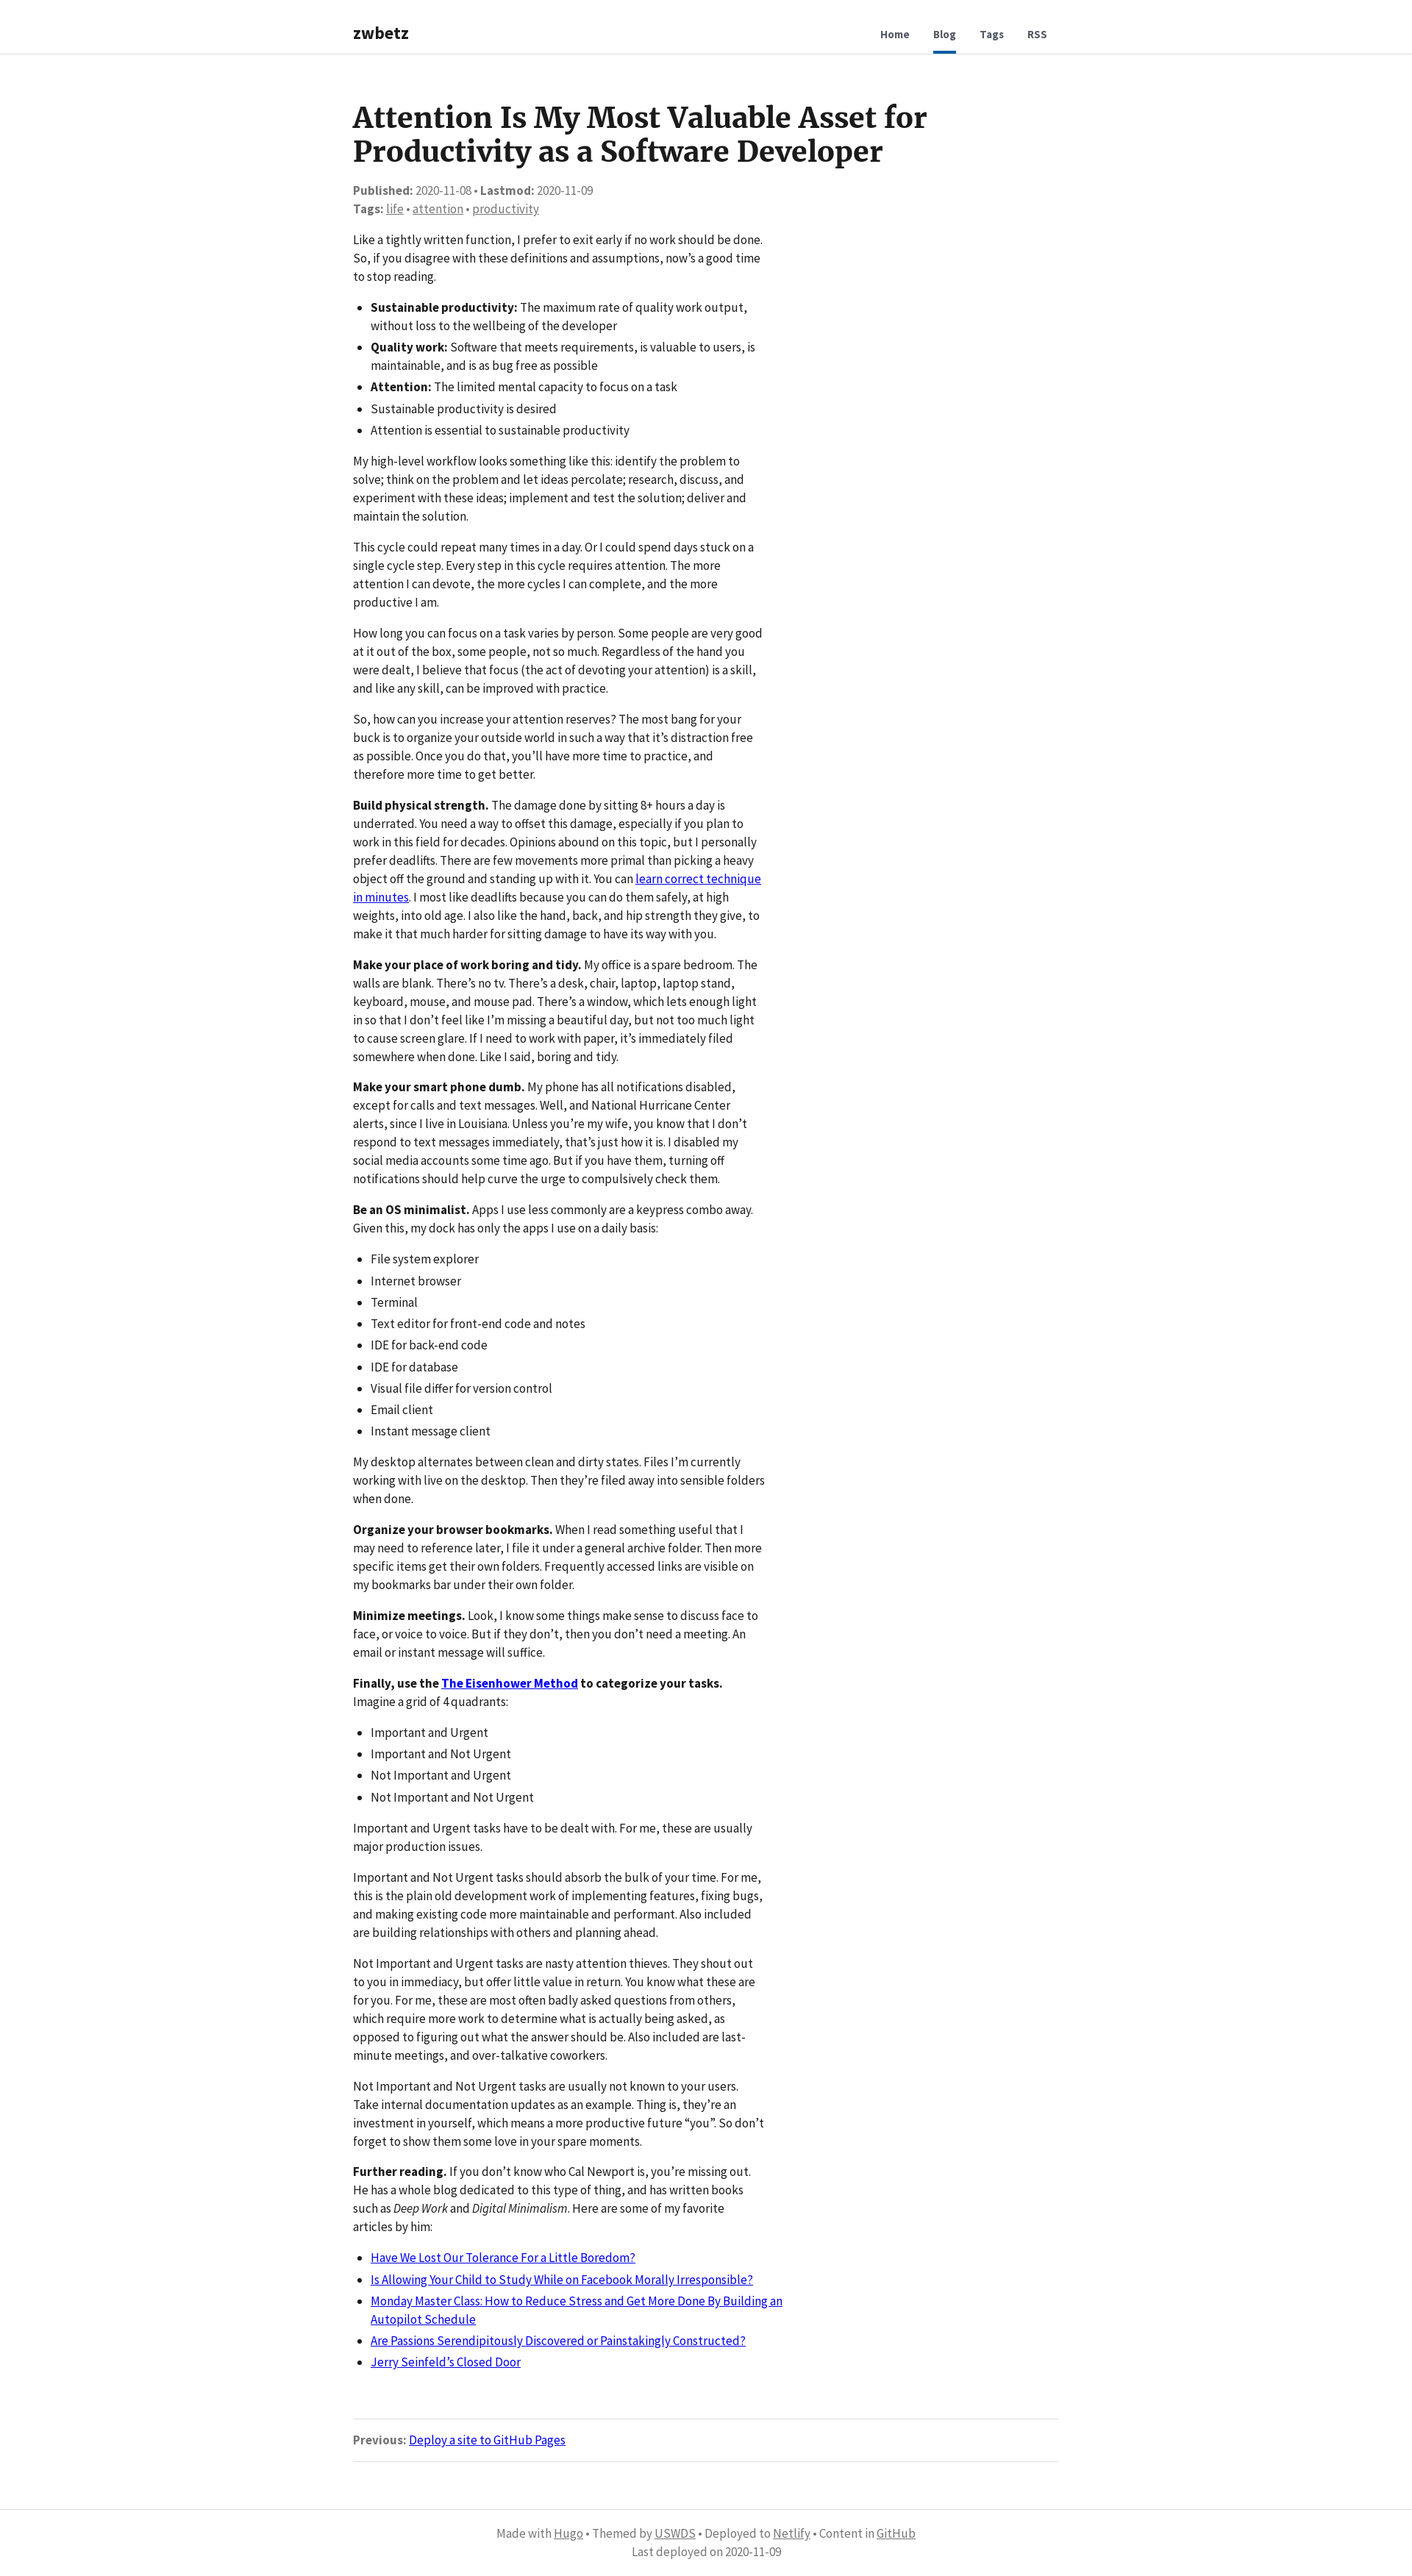 zwbetz
Home Blog Tags RSS
Attention Is My Most Valuable Asset for
Productivity as a Software Developer
Published: 2020-11-08 • Lastmod: 2020-11-09
Tags: life • attention • productivity
Like a tightly written function, I prefer to exit early if no work should be done.
So, if you disagree with these definitions and assumptions, now’s a good time
to stop reading.
• Sustainable productivity: The maximum rate of quality work output,
without loss to the wellbeing of the developer
• Quality work: Software that meets requirements, is valuable to users, is
maintainable, and is as bug free as possible
• Attention: The limited mental capacity to focus on a task
• Sustainable productivity is desired
• Attention is essential to sustainable productivity
My high-level workflow looks something like this: identify the problem to
solve; think on the problem and let ideas percolate; research, discuss, and
experiment with these ideas; implement and test the solution; deliver and
maintain the solution.
This cycle could repeat many times in a day. Or I could spend days stuck on a
single cycle step. Every step in this cycle requires attention. The more
attention I can devote, the more cycles I can complete, and the more
productive I am.
How long you can focus on a task varies by person. Some people are very good
at it out of the box, some people, not so much. Regardless of the hand you
were dealt, I believe that focus (the act of devoting your attention) is a skill,
and like any skill, can be improved with practice.
So, how can you increase your attention reserves? The most bang for your
buck is to organize your outside world in such a way that it’s distraction free
as possible. Once you do that, you’ll have more time to practice, and
therefore more time to get better.
Build physical strength. The damage done by sitting 8+ hours a day is
underrated. You need a way to offset this damage, especially if you plan to
work in this field for decades. Opinions abound on this topic, but I personally
prefer deadlifts. There are few movements more primal than picking a heavy
object off the ground and standing up with it. You can learn correct technique
in minutes. I most like deadlifts because you can do them safely, at high
weights, into old age. I also like the hand, back, and hip strength they give, to
make it that much harder for sitting damage to have its way with you.
Make your place of work boring and tidy. My office is a spare bedroom. The
walls are blank. There’s no tv. There’s a desk, chair, laptop, laptop stand,
keyboard, mouse, and mouse pad. There’s a window, which lets enough light
in so that I don’t feel like I’m missing a beautiful day, but not too much light
to cause screen glare. If I need to work with paper, it’s immediately filed
somewhere when done. Like I said, boring and tidy.
Make your smart phone dumb. My phone has all notifications disabled,
except for calls and text messages. Well, and National Hurricane Center
alerts, since I live in Louisiana. Unless you’re my wife, you know that I don’t
respond to text messages immediately, that’s just how it is. I disabled my
social media accounts some time ago. But if you have them, turning off
notifications should help curve the urge to compulsively check them.
Be an OS minimalist. Apps I use less commonly are a keypress combo away.
Given this, my dock has only the apps I use on a daily basis:
• File system explorer
• Internet browser
• Terminal
• Text editor for front-end code and notes
• IDE for back-end code
• IDE for database
• Visual file differ for version control
• Email client
• Instant message client
My desktop alternates between clean and dirty states. Files I’m currently
working with live on the desktop. Then they’re filed away into sensible folders
when done.
Organize your browser bookmarks. When I read something useful that I
may need to reference later, I file it under a general archive folder. Then more
specific items get their own folders. Frequently accessed links are visible on
my bookmarks bar under their own folder.
Minimize meetings. Look, I know some things make sense to discuss face to
face, or voice to voice. But if they don’t, then you don’t need a meeting. An
email or instant message will suffice.
Finally, use the The Eisenhower Method to categorize your tasks.
Imagine a grid of 4 quadrants:
• Important and Urgent
• Important and Not Urgent
• Not Important and Urgent
• Not Important and Not Urgent
Important and Urgent tasks have to be dealt with. For me, these are usually
major production issues.
Important and Not Urgent tasks should absorb the bulk of your time. For me,
this is the plain old development work of implementing features, fixing bugs,
and making existing code more maintainable and performant. Also included
are building relationships with others and planning ahead.
Not Important and Urgent tasks are nasty attention thieves. They shout out
to you in immediacy, but offer little value in return. You know what these are
for you. For me, these are most often badly asked questions from others,
which require more work to determine what is actually being asked, as
opposed to figuring out what the answer should be. Also included are last-
minute meetings, and over-talkative coworkers.
Not Important and Not Urgent tasks are usually not known to your users.
Take internal documentation updates as an example. Thing is, they’re an
investment in yourself, which means a more productive future “you”. So don’t
forget to show them some love in your spare moments.
Further reading. If you don’t know who Cal Newport is, you’re missing out.
He has a whole blog dedicated to this type of thing, and has written books
such as Deep Work and Digital Minimalism. Here are some of my favorite
articles by him:
• Have We Lost Our Tolerance For a Little Boredom?
• Is Allowing Your Child to Study While on Facebook Morally Irresponsible?
• Monday Master Class: How to Reduce Stress and Get More Done By Building an
Autopilot Schedule
• Are Passions Serendipitously Discovered or Painstakingly Constructed?
• Jerry Seinfeld’s Closed Door
Previous: Deploy a site to GitHub Pages
Made with Hugo • Themed by USWDS • Deployed to Netlify • Content in GitHub
Last deployed on 2020-11-09